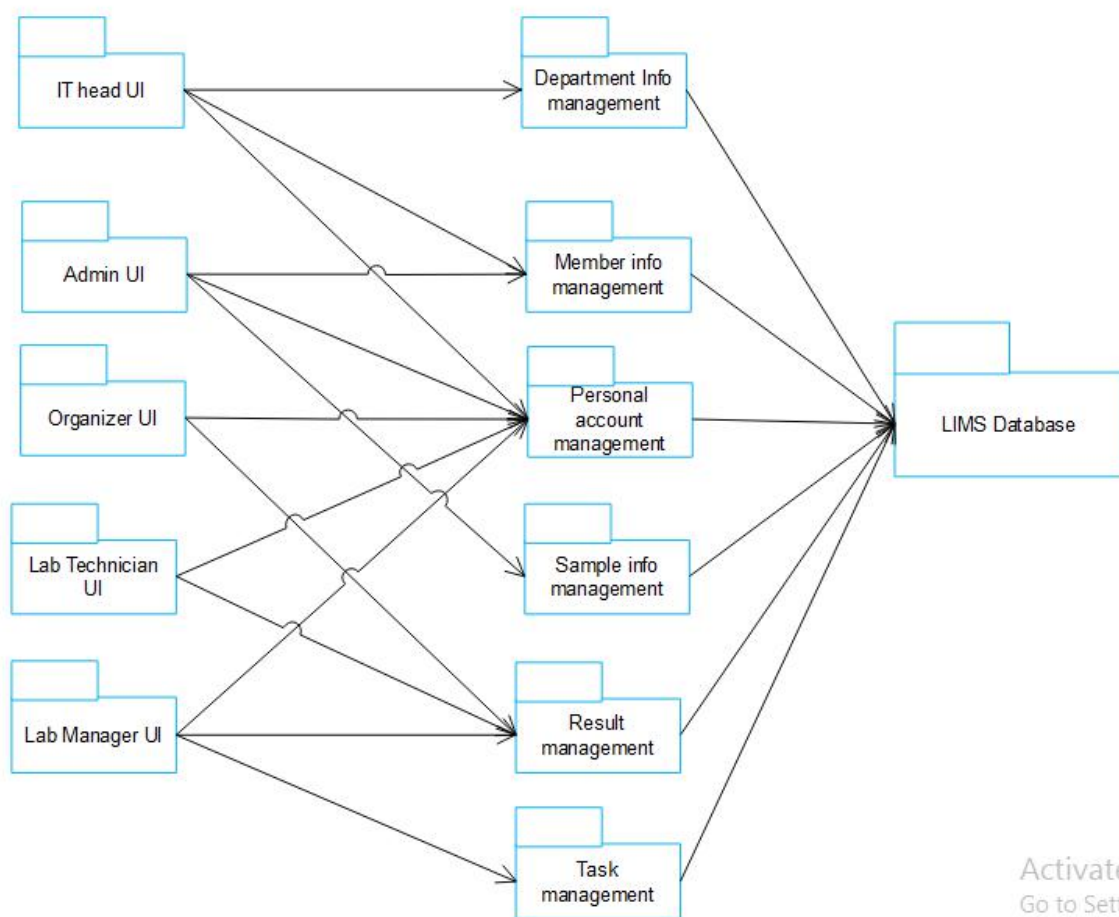 IT head UI
Department Info
management
Admin UI
Member info
management
Organizer UI
Personal
account
management
LIMS Database
Lab Technician
UI
Sample info
management
Lab Manager UI
Result
management
Task
management
Activate
Go to Set